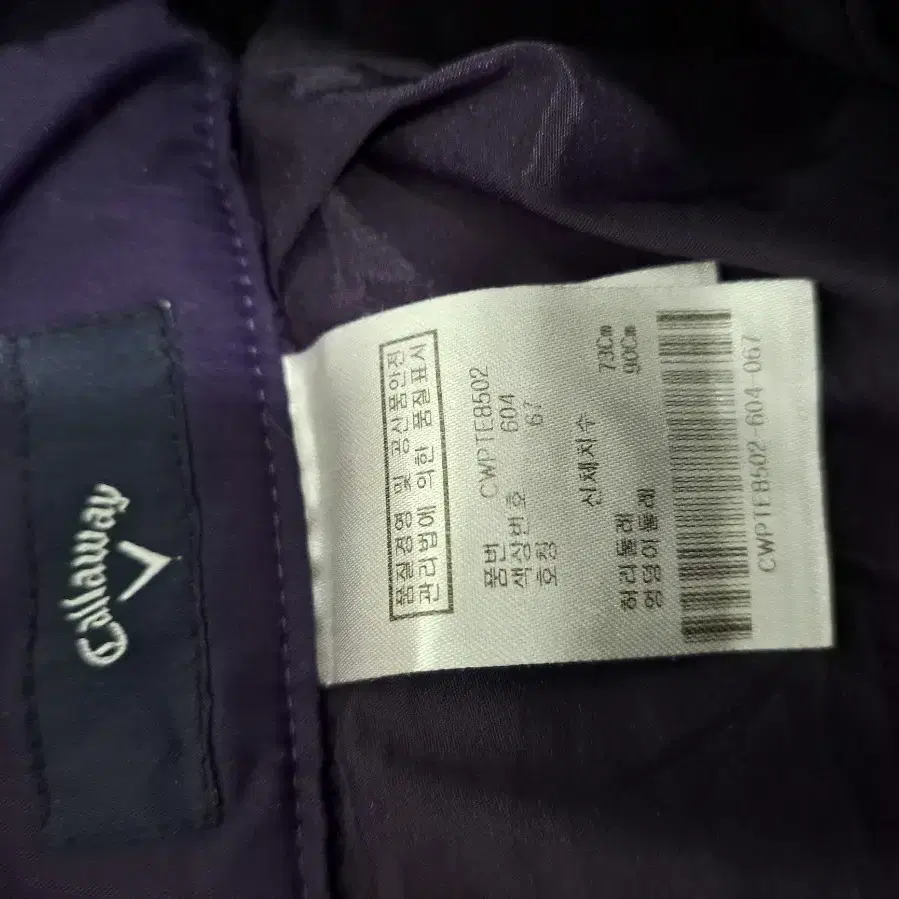 Callaway
품질경영 및 공산품안전
관리법에 의한 품질표시
품번 CWPTE8502
색상번호 604
호칭 67
신체치수
허리둘레 73Cm
엉덩이둘레 90Cm
CWPTE8502-604-067